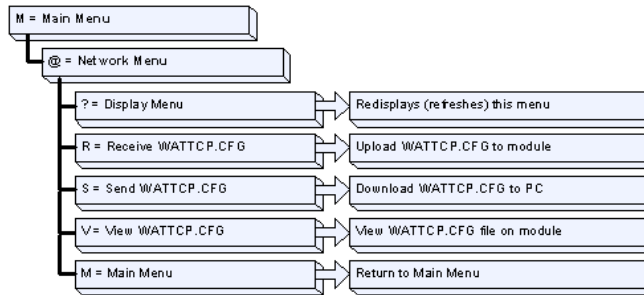 M = Main Menu
@ = Network Menu
? = Display Menu Redisplays (refreshes) this menu
R = Receive WATTCP.CFG Upload WATTCP.CFG to module
S = Send WATTCP.CFG Download WATTCP.CFG to PC
V= View WATTCP.CFG View WATTCP.CFG file on module
M = Main Menu Return to Main Menu